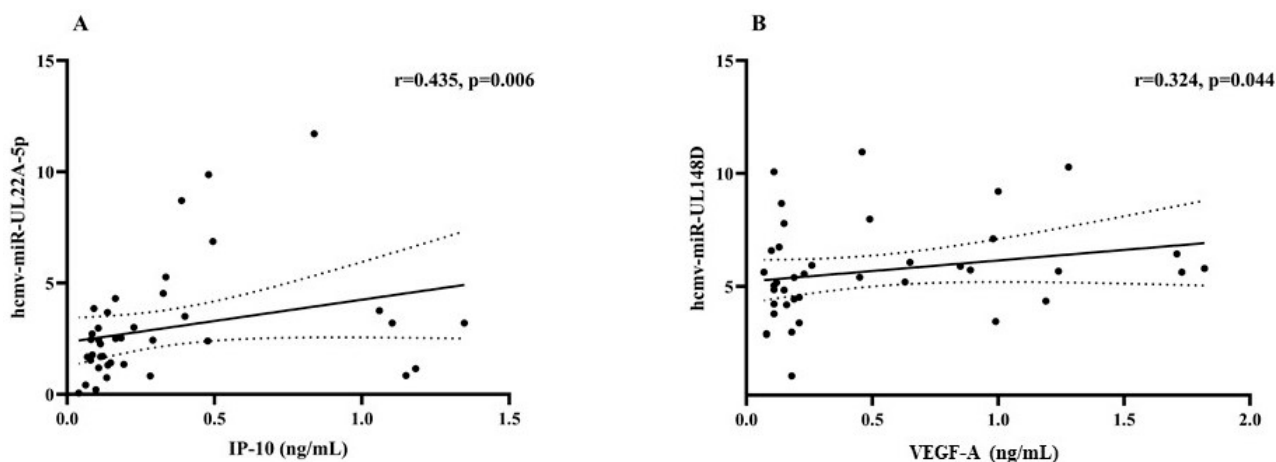 A
r=0.435, p=0.006
hcmv-miR-UL22A-5p
15
10
5
0
0.0 0.5 1.0 1.5
IP-10 (ng/mL)
B
r=0.324, p=0.044
hcmv-miR-UL148D
15
10
5
0.0 0.5 1.0 1.5 2.0
VEGF-A (ng/mL)